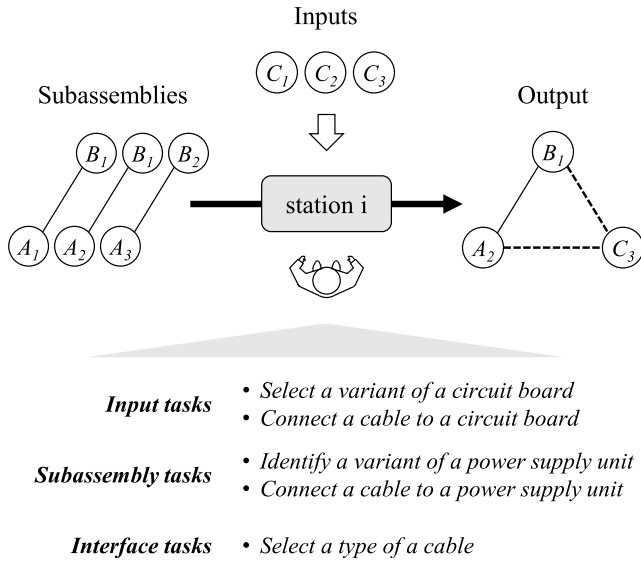 Inputs
C1 C2 C3
Subassemblies
Output
B1 B1 B2
B1
station i
A1 A2 A3
A2
C3
Input tasks
• Select a variant of a circuit board
• Connect a cable to a circuit board
Subassembly tasks
• Identify a variant of a power supply unit
• Connect a cable to a power supply unit
Interface tasks
• Select a type of a cable